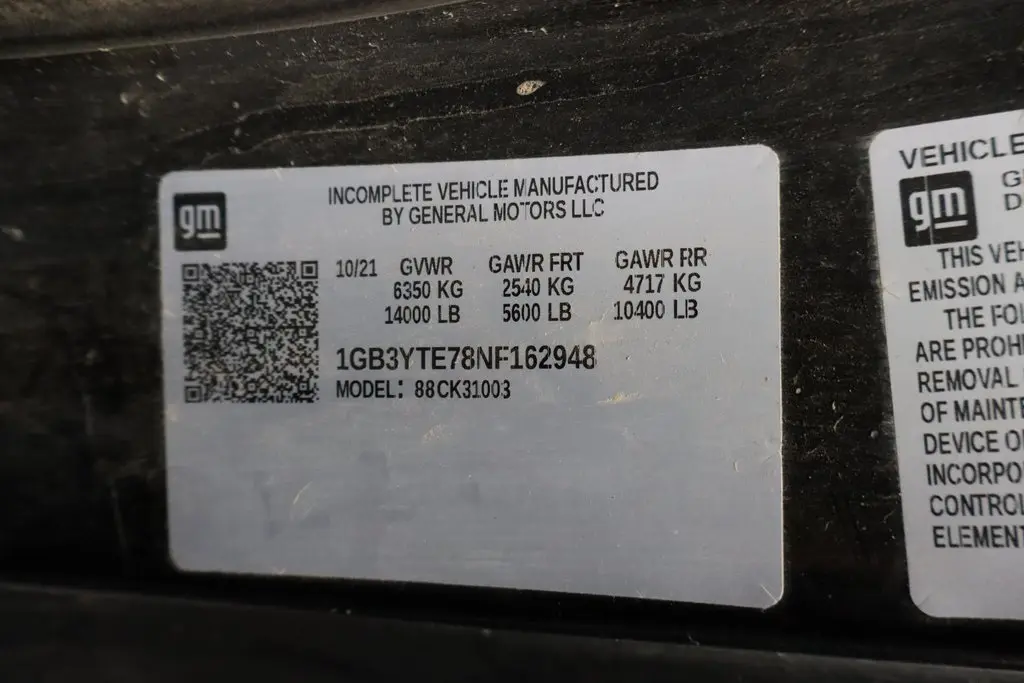 gm
INCOMPLETE VEHICLE MANUFACTURED
BY GENERAL MOTORS LLC
10/21 GVWR GAWR FRT GAWR RR
6350 KG 2540 KG 4717 KG
14000 LB 5600 LB 10400 LB
1GB3YTE78NF162948
MODEL: 88CK31003
VEHICLE
gm
THIS VEH
EMISSION A
THE FOL
ARE PROH
REMOVAL
OF MAINTE
DEVICE O
INCORPO
CONTROL
ELEMENT